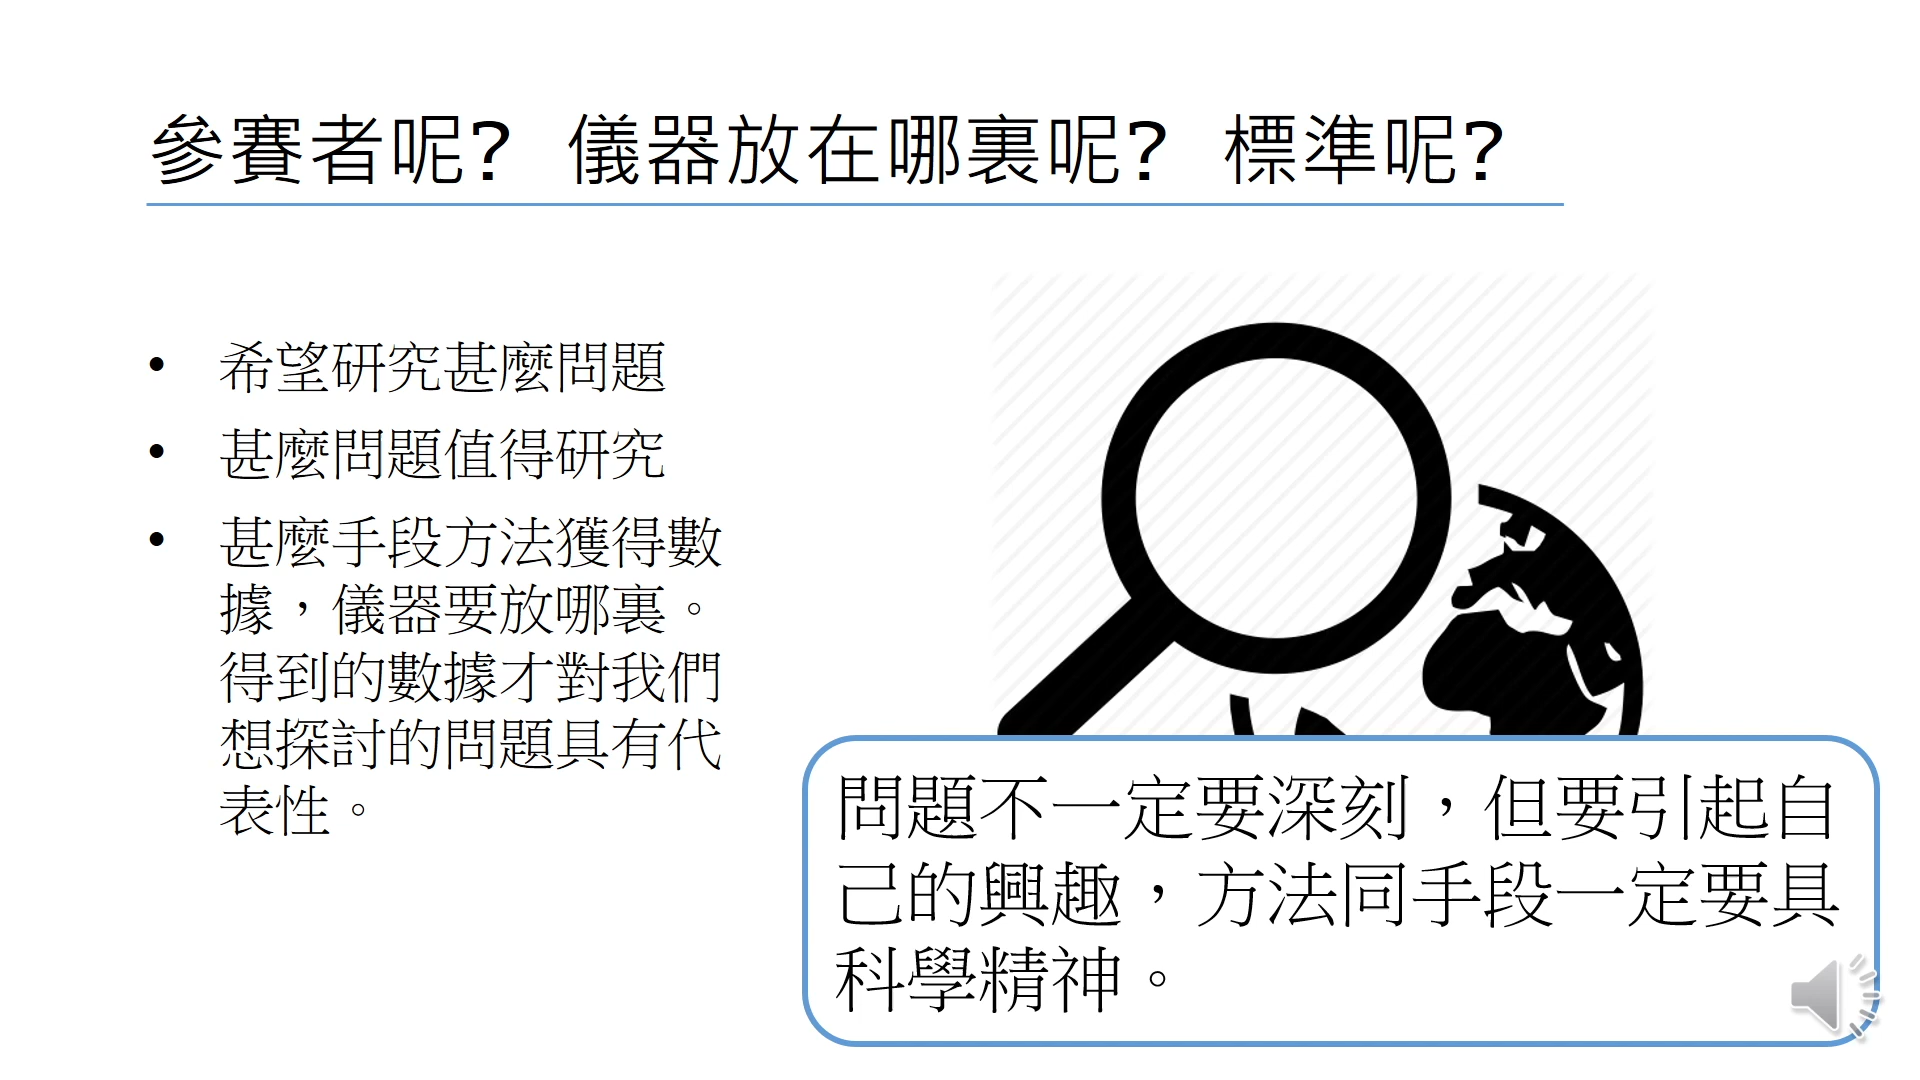 參賽者呢? 儀器放在哪裏呢? 標準呢?
• 希望研究甚麼問題
• 甚麼問題值得研究
• 甚麼手段方法獲得數
據，儀器要放哪裏。
得到的數據才對我們
想探討的問題具有代
表性。
問題不一定要深刻，但要引起自
己的興趣，方法同手段一定要具
科學精神。